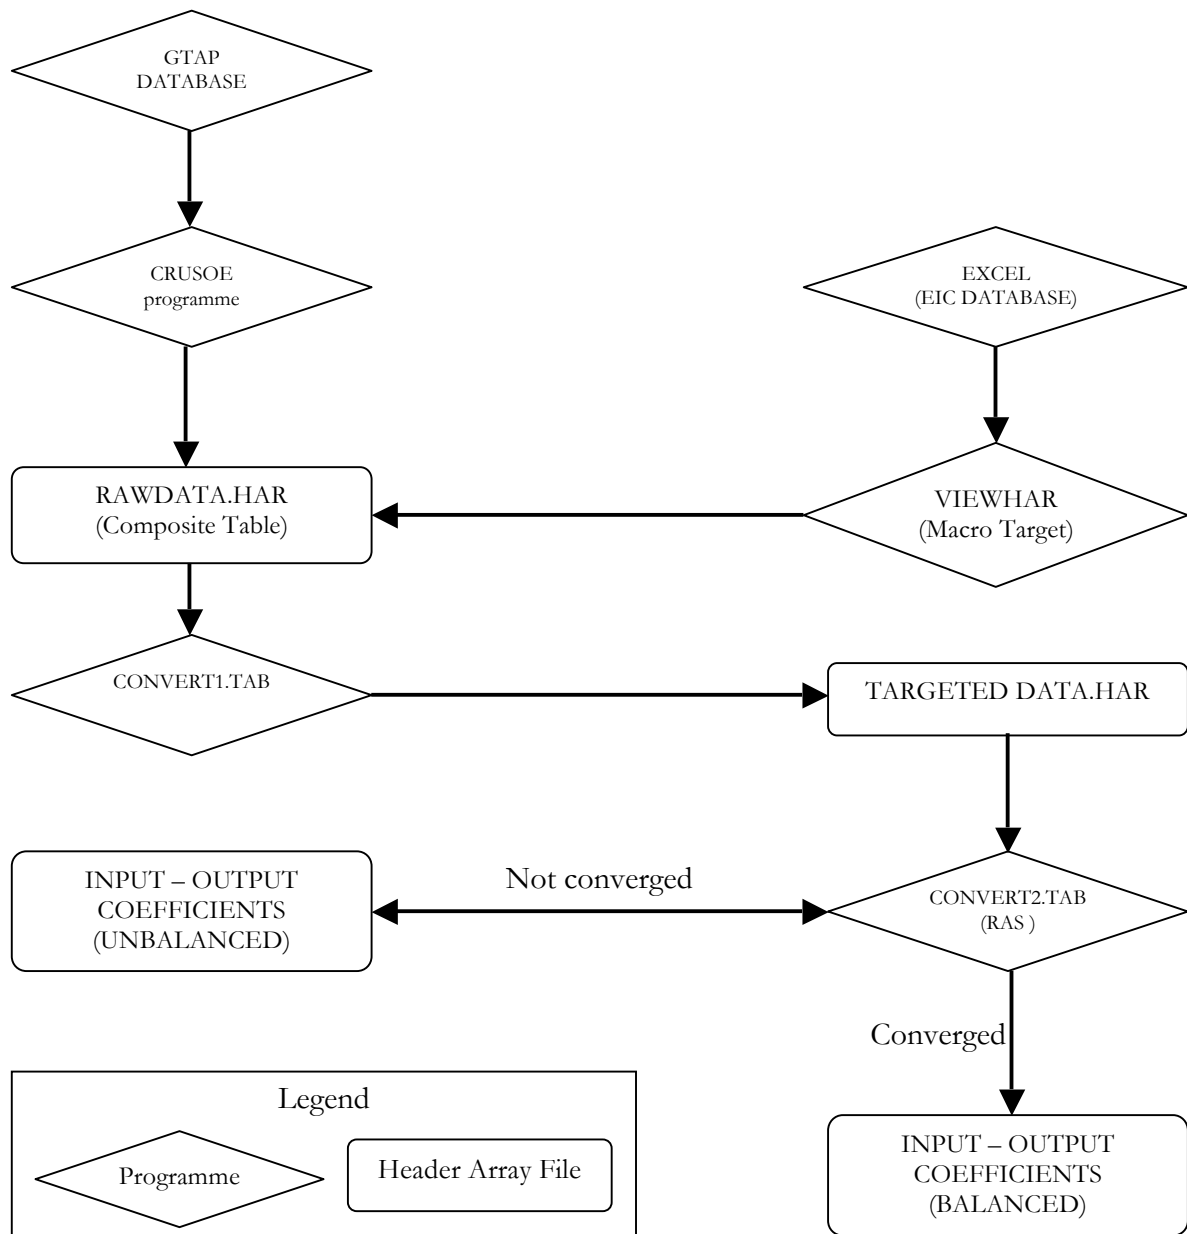 GTAP
DATABASE
CRUSOE
programme
EXCEL
(EIC DATABASE)
RAWDATA.HAR
(Composite Table)
VIEWHAR
(Macro Target)
CONVERT1.TAB
TARGETED DATA.HAR
INPUT – OUTPUT
COEFFICIENTS
(UNBALANCED)
Not converged
CONVERT2.TAB
(RAS )
Converged
Legend
Programme
Header Array File
INPUT – OUTPUT
COEFFICIENTS
(BALANCED)